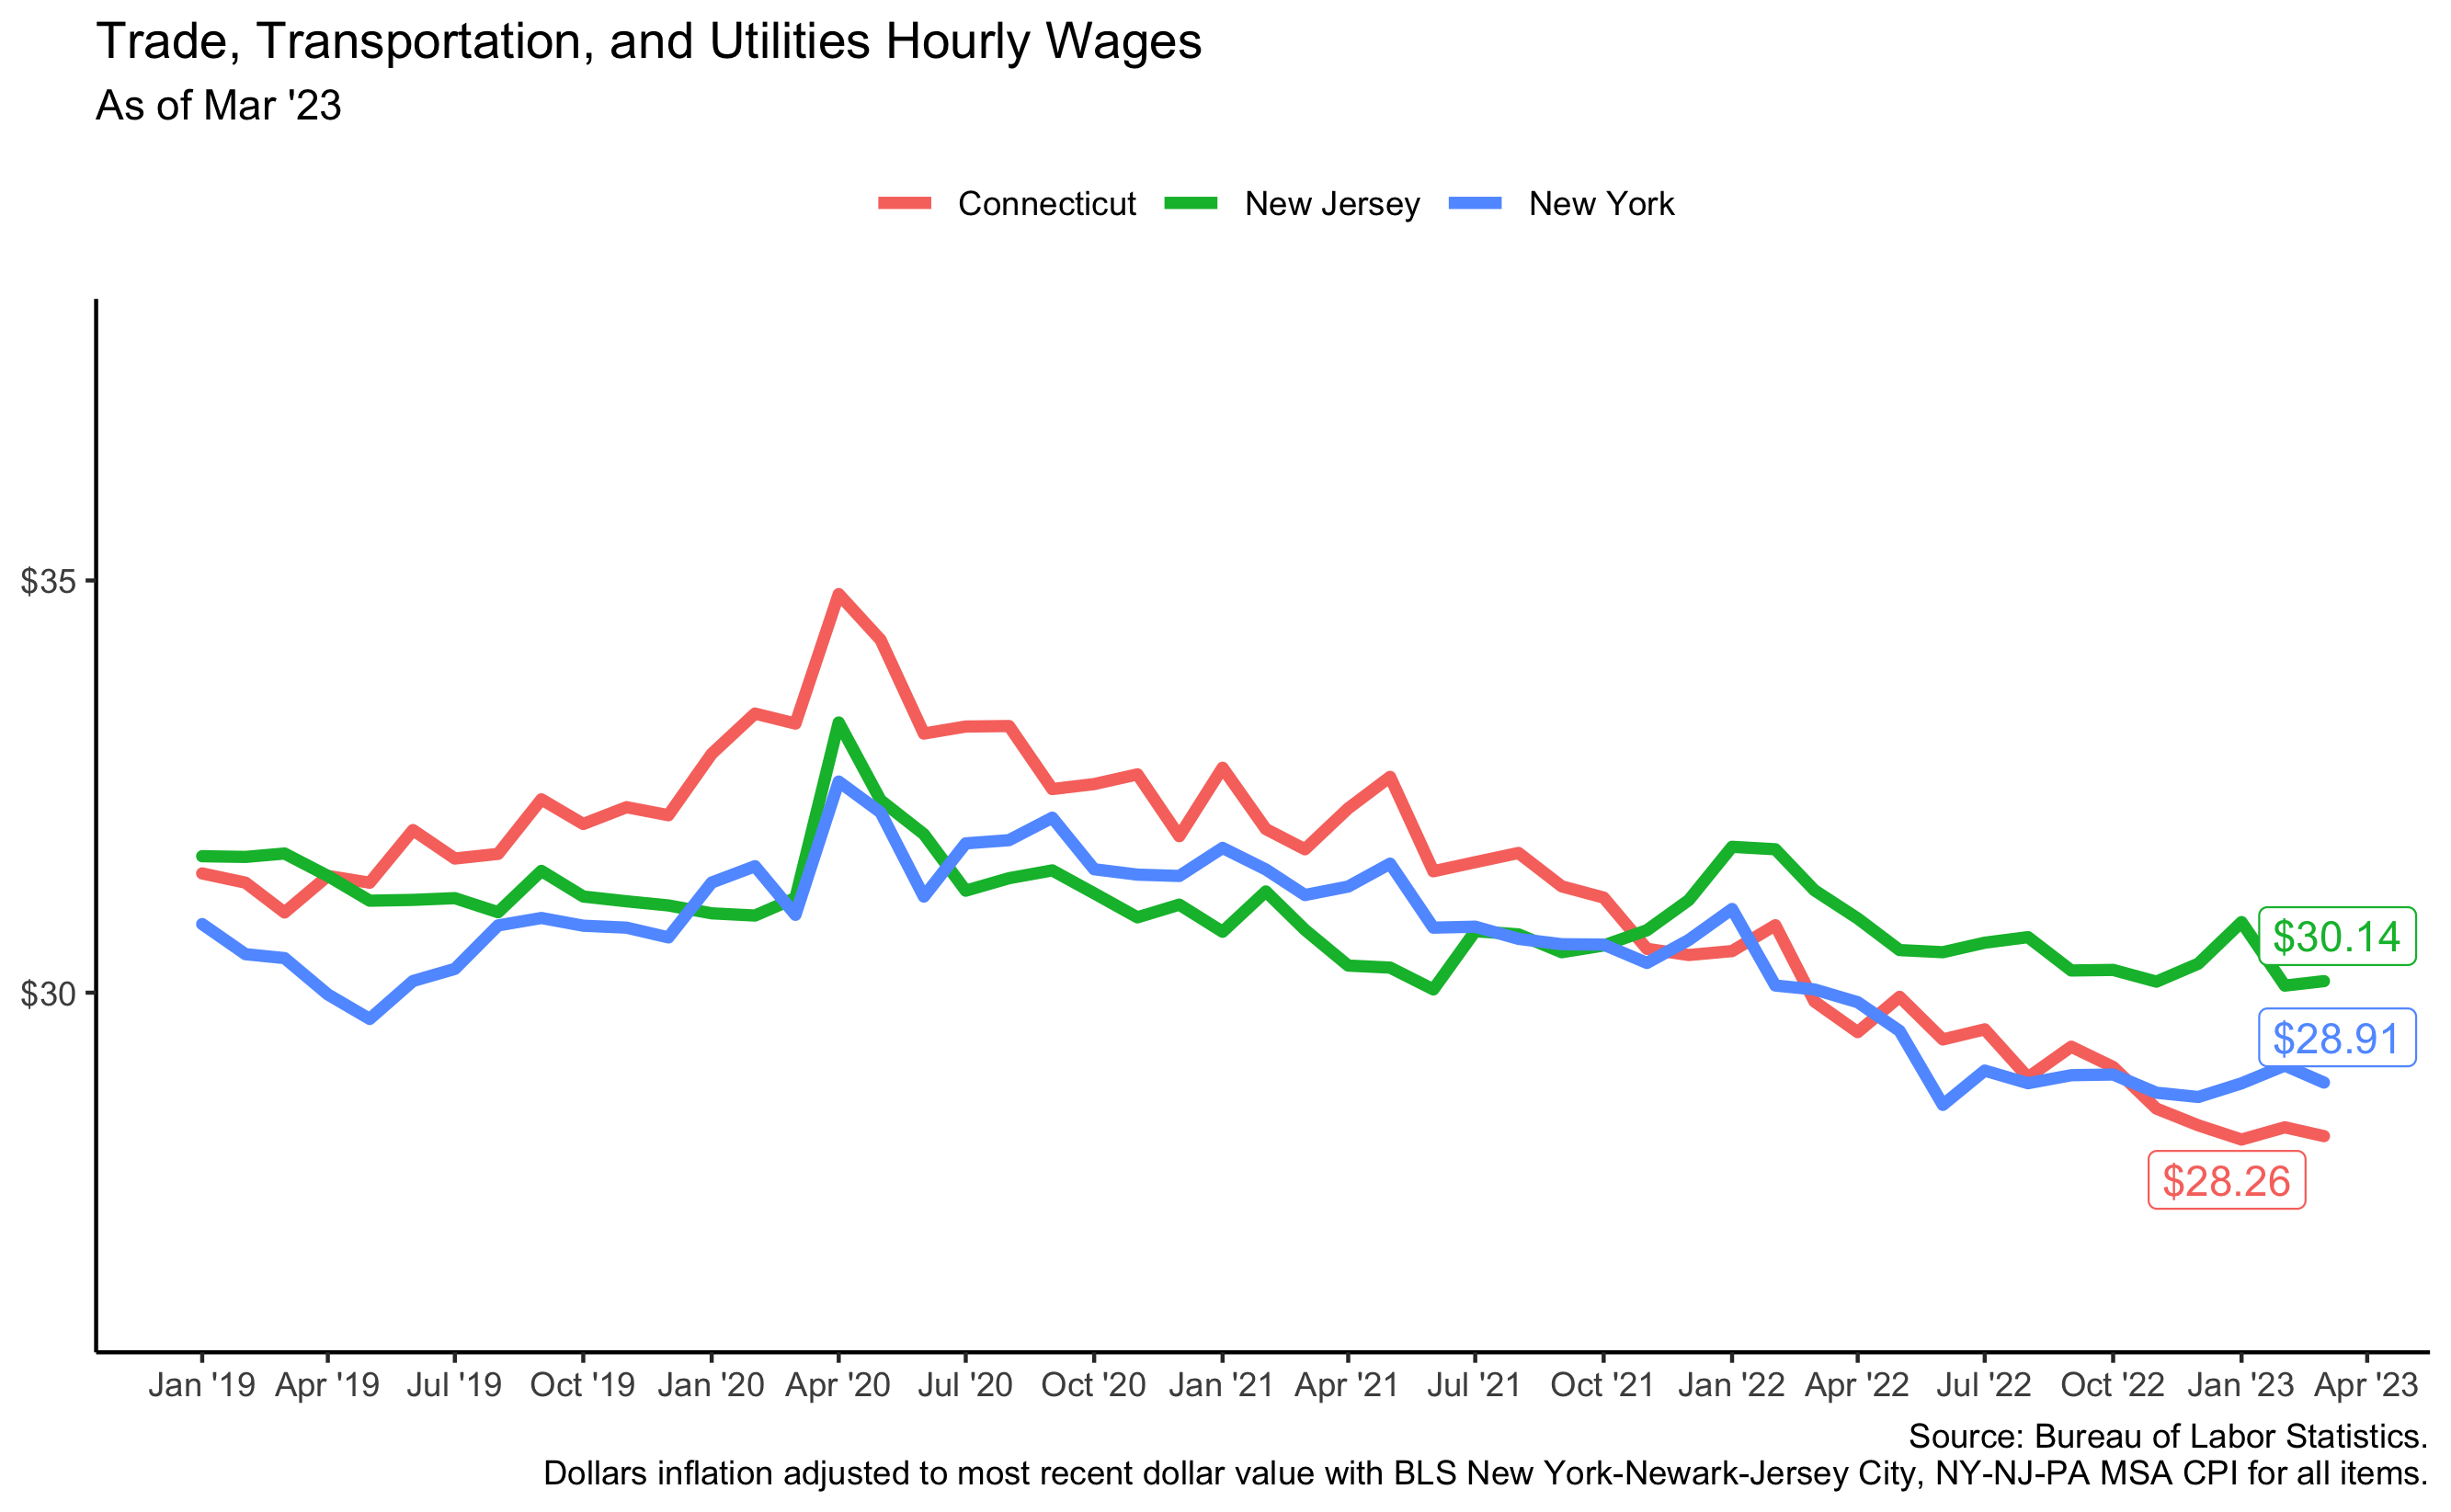 Trade, Transportation, and Utilities Hourly Wages
As of Mar '23
Connecticut New Jersey New York
$35
$30
$30.14
$28.91
$28.26
Jan '19 Apr '19 Jul '19 Oct '19 Jan '20 Apr '20 Jul '20 Oct '20 Jan '21 Apr '21 Jul '21 Oct '21 Jan '22 Apr '22 Jul '22 Oct '22 Jan '23 Apr '23
Source: Bureau of Labor Statistics.
Dollars inflation adjusted to most recent dollar value with BLS New York-Newark-Jersey City, NY-NJ-PA MSA CPI for all items.